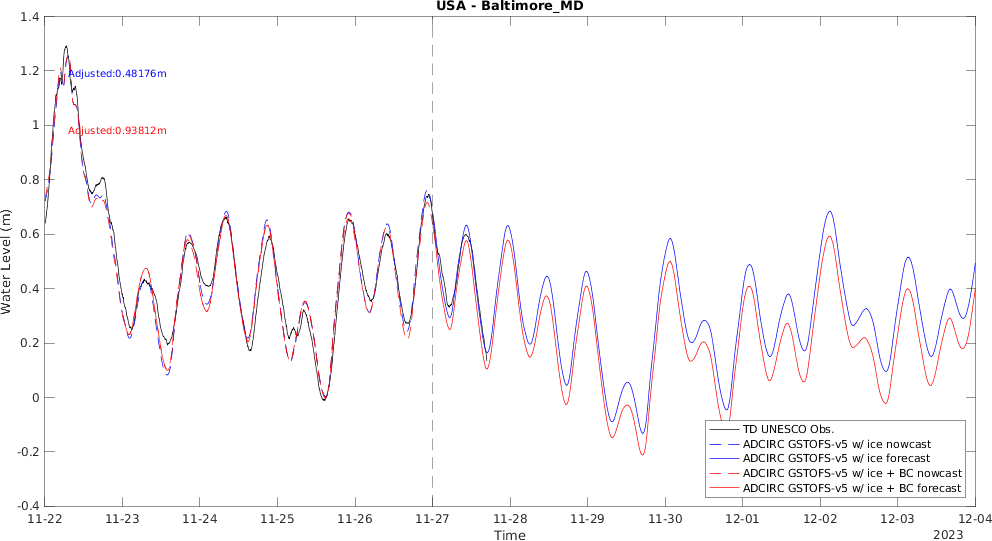 USA - Baltimore_MD
1.4
1.2
1
0.8
0.6
0.4
0.2
0
-0.2
-0.4
Water Level (m)
Adjusted:0.48176m
Adjusted:0.93812m
TD UNESCO Obs.
ADCIRC GSTOFS-v5 w/ ice nowcast
ADCIRC GSTOFS-v5 w/ ice forecast
ADCIRC GSTOFS-v5 w/ ice + BC nowcast
ADCIRC GSTOFS-v5 w/ ice + BC forecast
11-22 11-23 11-24 11-25 11-26 11-27 11-28 11-29 11-30 12-01 12-02 12-03 12-04
Time
2023